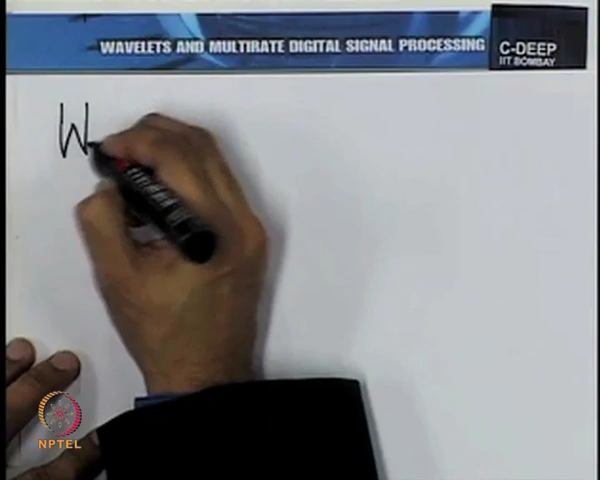 WAVELETS AND MULTIRATE DIGITAL SIGNAL PROCESSING
C-DEEP
IIT BOMBAY
W
NPTEL